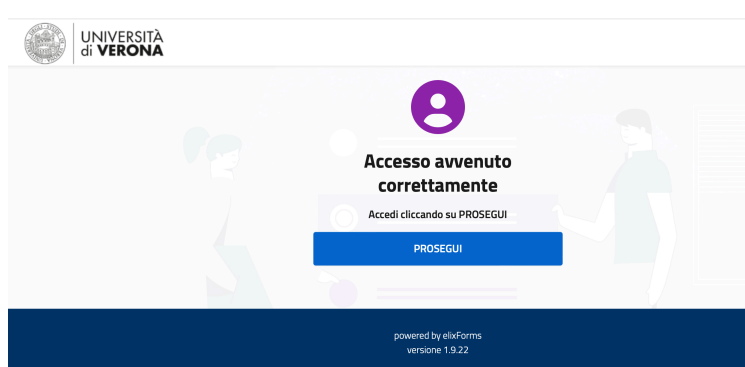 UNIVERSITÀ
di VERONA
Accesso avvenuto
correttamente
Accedi cliccando su PROSEGUI
PROSEGUI
powered by elixForms
versione 1.9.22